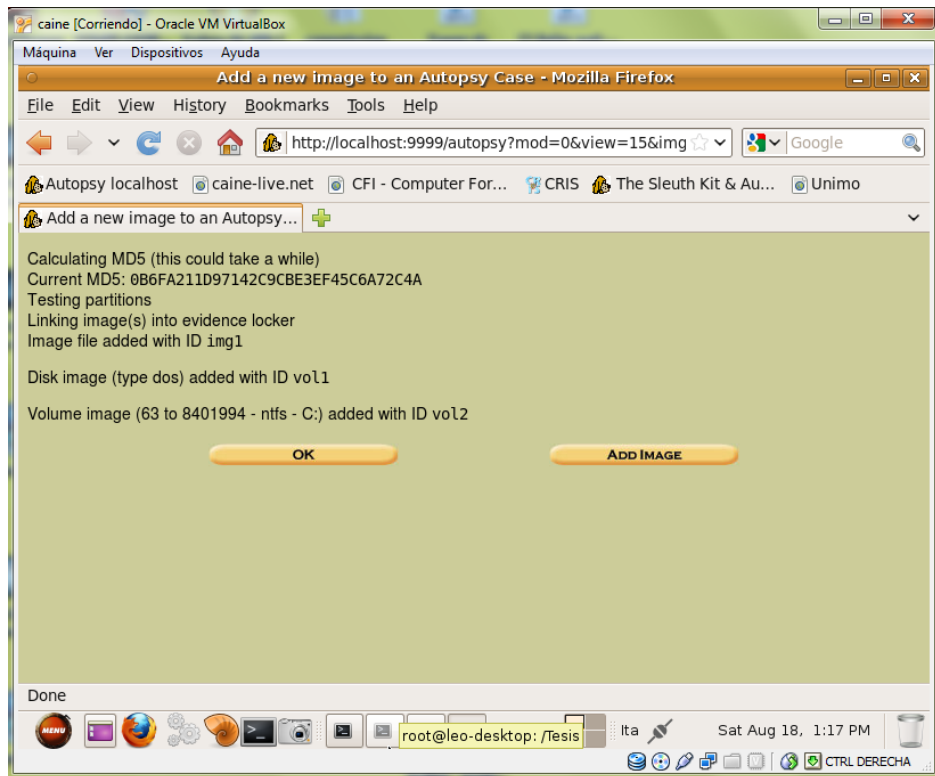 caine [Corriendo] - Oracle VM VirtualBox
Máquina Ver Dispositivos Ayuda
Add a new image to an Autopsy Case - Mozilla Firefox
File Edit View History Bookmarks Tools Help
http://localhost:9999/autopsy?mod=0&view=15&img Google
Autopsy localhost caine-live.net CFI - Computer For... CRIS The Sleuth Kit & Au... Unimo
Add a new image to an Autopsy...
Calculating MD5 (this could take a while)
Current MD5: 0B6FA211D97142C9CBE3EF45C6A72C4A
Testing partitions
Linking image(s) into evidence locker
Image file added with ID img1
Disk image (type dos) added with ID vol1
Volume image (63 to 8401994 - ntfs - C:) added with ID vol2
OK ADD IMAGE
Done
MENU root@leo-desktop: /Tesis Ita Sat Aug 18, 1:17 PM
CTRL DERECHA